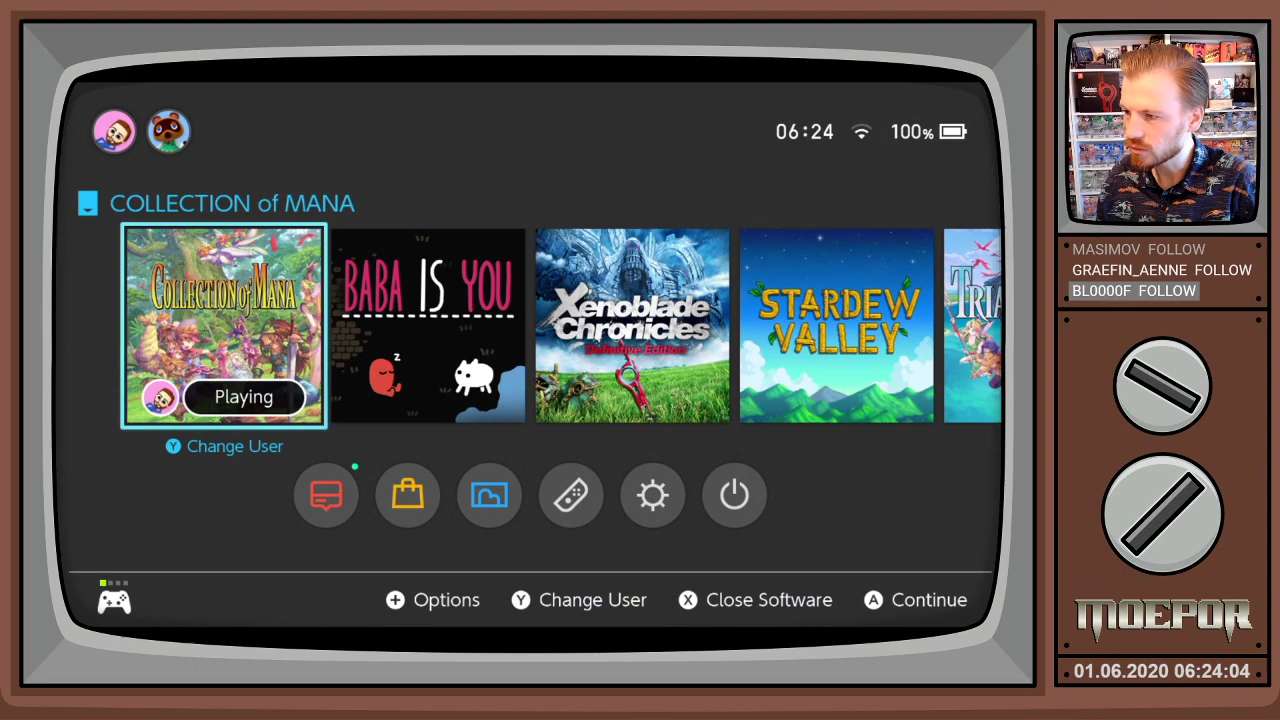 06:24
100%
COLLECTION of MANA
COLLECTION of MANA
Playing
Y Change User
BABA IS YOU
z
Xenoblade
Chronicles
Definitive Edition
STARDEW
VALLEY
TRIA
+ Options
Y Change User
X Close Software
A Continue
MASIMOV FOLLOW
GRAEFIN_AENNE FOLLOW
BL0000F FOLLOW
MOEPOR
01.06.2020 06:24:04